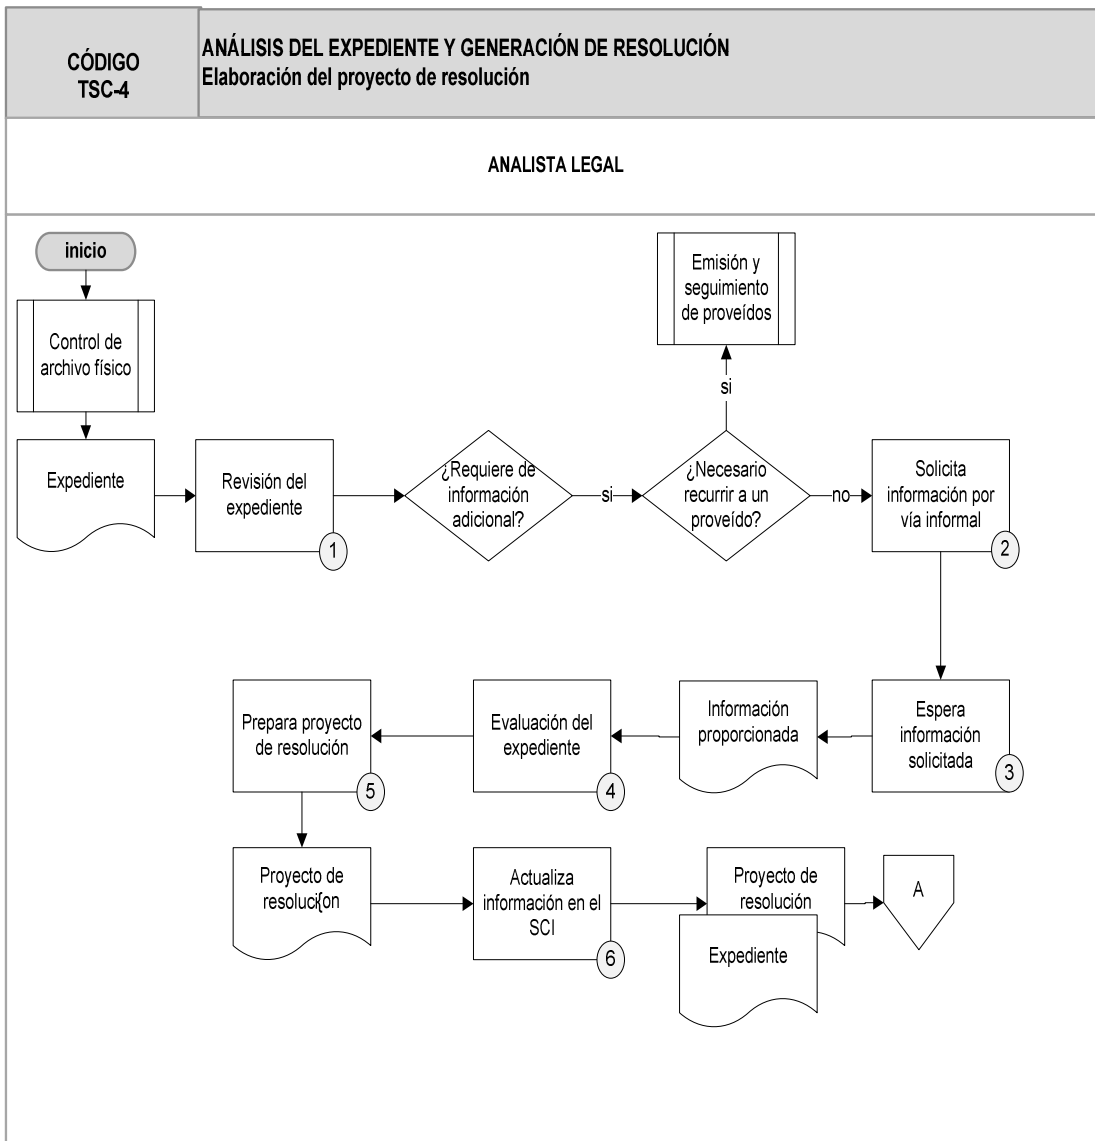 CÓDIGO
TSC-4
ANÁLISIS DEL EXPEDIENTE Y GENERACIÓN DE RESOLUCIÓN
Elaboración del proyecto de resolución
ANALISTA LEGAL
inicio
Control de
archivo físico
Expediente
Revisión del
expediente
1
¿Requiere de
información
adicional?
si
¿Necesario
recurrir a un
proveído?
si
Emisión y
seguimiento
de proveídos
no
Solicita
información por
vía informal
2
Espera
información
solicitada
3
Información
proporcionada
Evaluación del
expediente
4
Prepara proyecto
de resolución
5
Proyecto de
resoluci{on
Actualiza
información en el
SCI
6
Proyecto de
resolución
Expediente
A